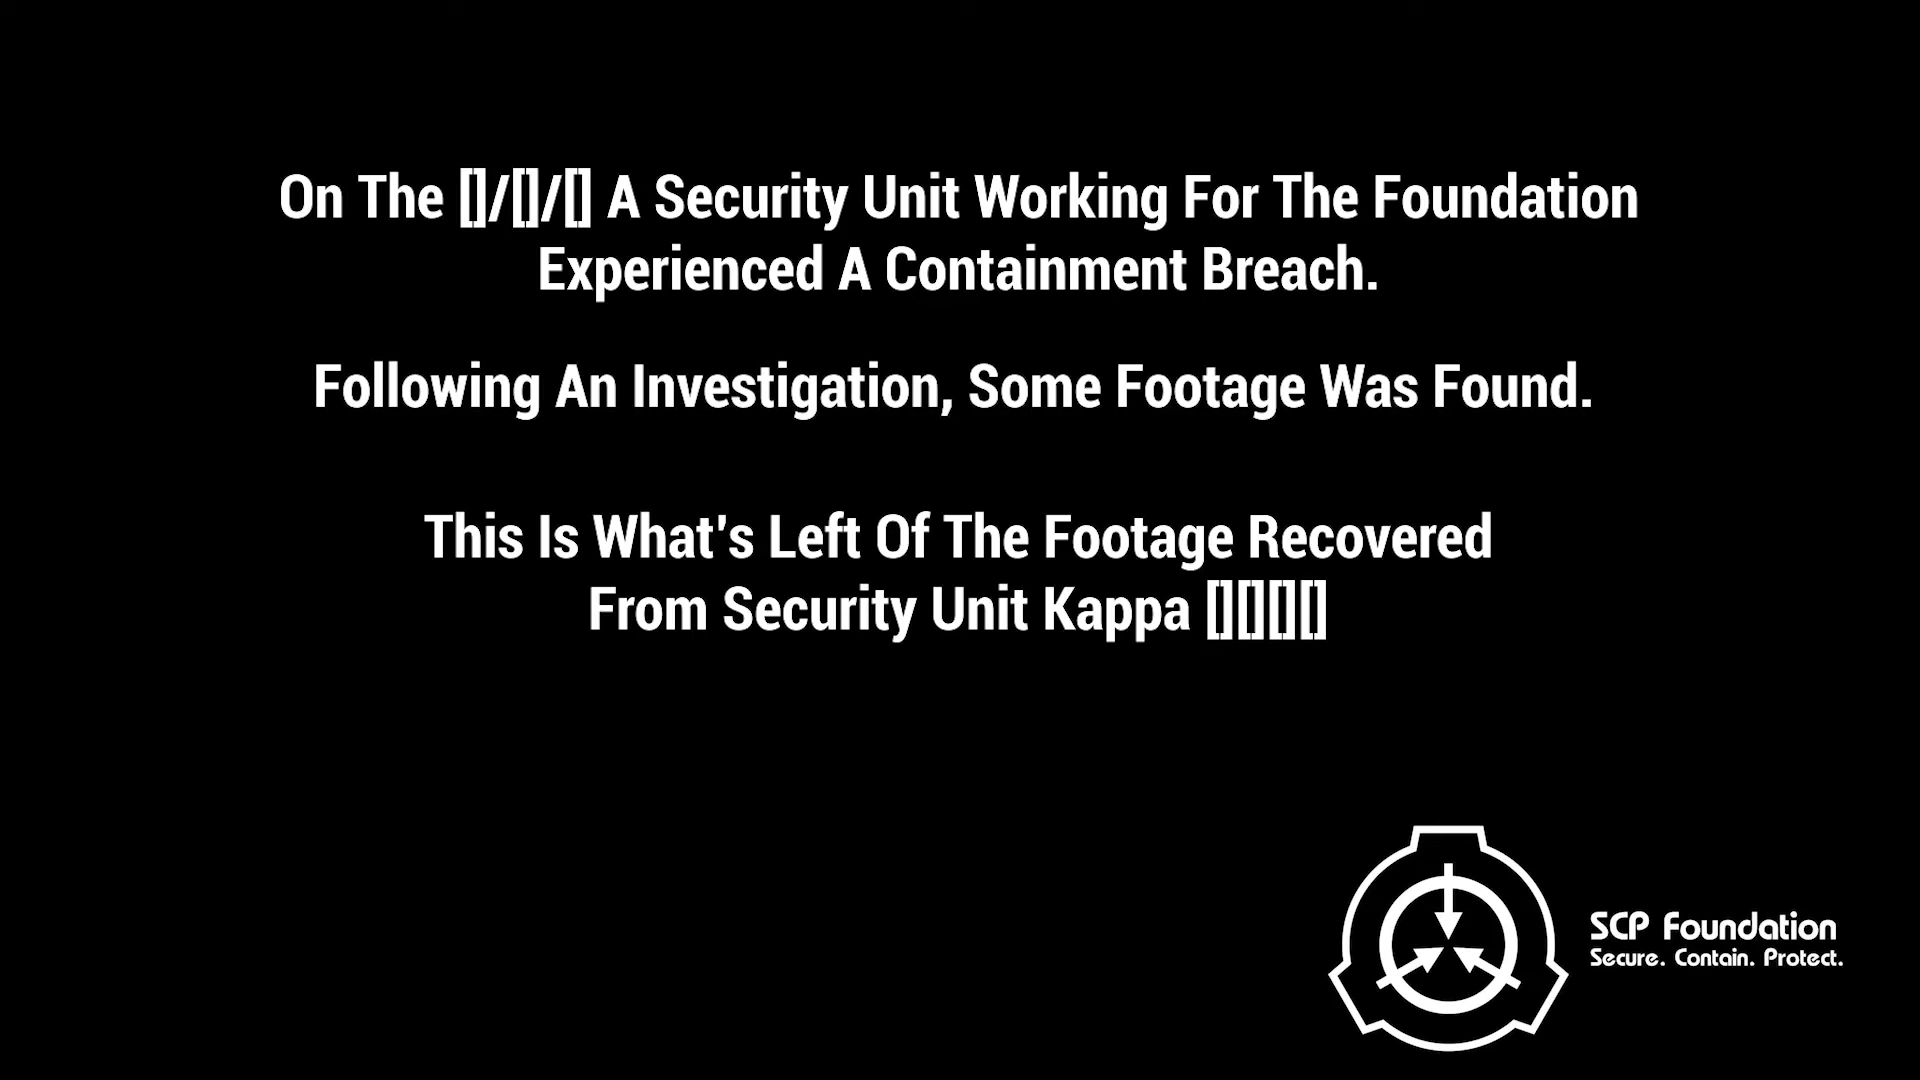 On The []/[]/[] A Security Unit Working For The Foundation
Experienced A Containment Breach.
Following An Investigation, Some Footage Was Found.
This Is What's Left Of The Footage Recovered
From Security Unit Kappa [][][][]
SCP Foundation
Secure. Contain. Protect.